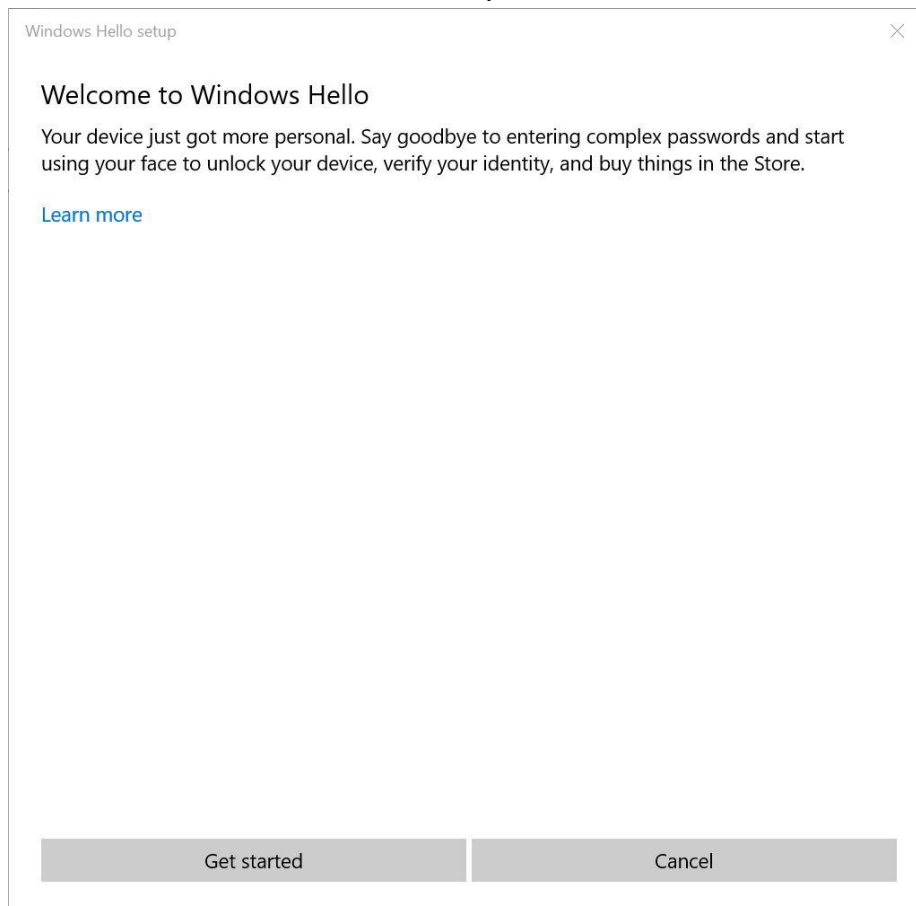 Windows Hello setup
Welcome to Windows Hello
Your device just got more personal. Say goodbye to entering complex passwords and start
using your face to unlock your device, verify your identity, and buy things in the Store.
Learn more
Get started
Cancel